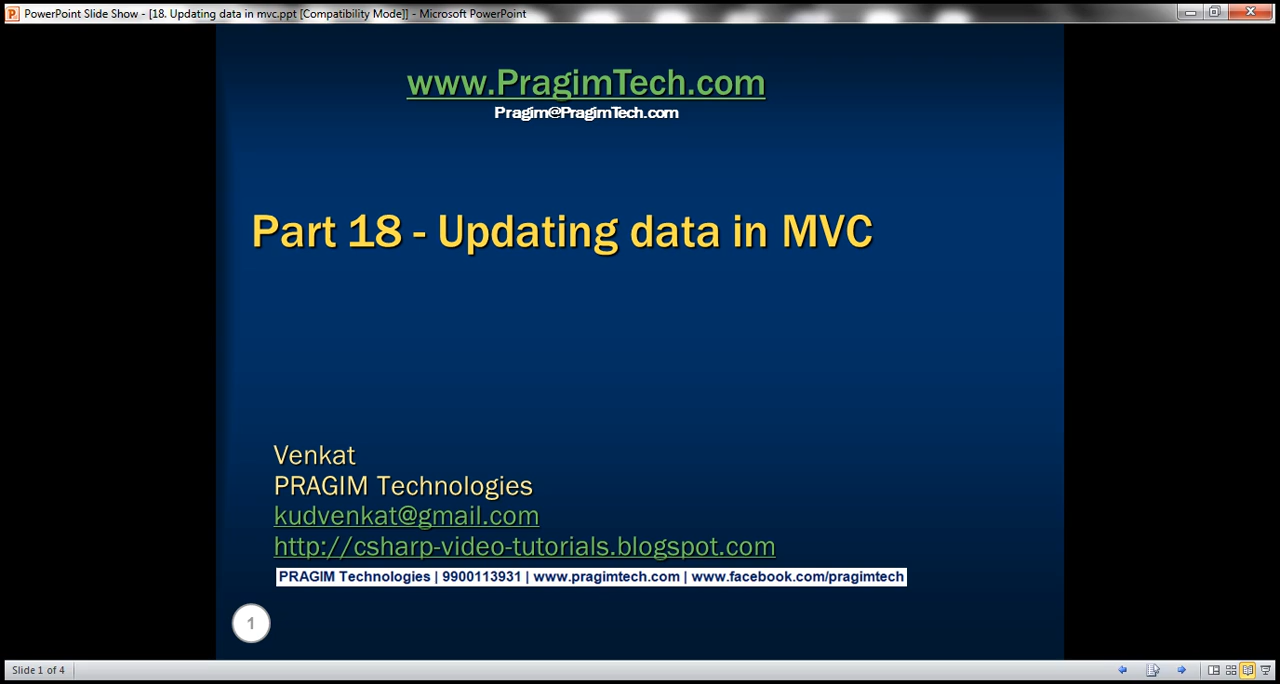 PowerPoint Slide Show - [18. Updating data in mvc.ppt [Compatibility Mode]] - Microsoft PowerPoint
www.PragimTech.com
Pragim@PragimTech.com
Part 18 - Updating data in MVC
Venkat
PRAGIM Technologies
kudvenkat@gmail.com
http://csharp-video-tutorials.blogspot.com
PRAGIM Technologies | 9900113931 | www.pragimtech.com | www.facebook.com/pragimtech
1
Slide 1 of 4